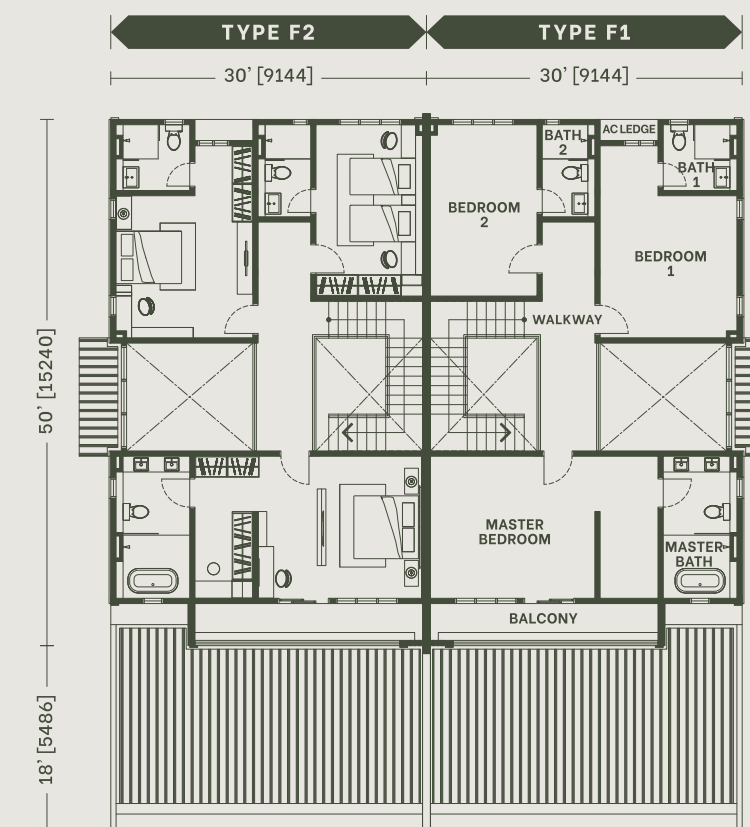 TYPE F2
TYPE F1
30’ [9144]
30’ [9144]
50’ [15240]
18’ [5486]
BATH
2
AC LEDGE
BATH
1
BEDROOM
2
BEDROOM
1
WALKWAY
MASTER
BEDROOM
MASTER
BATH
BALCONY